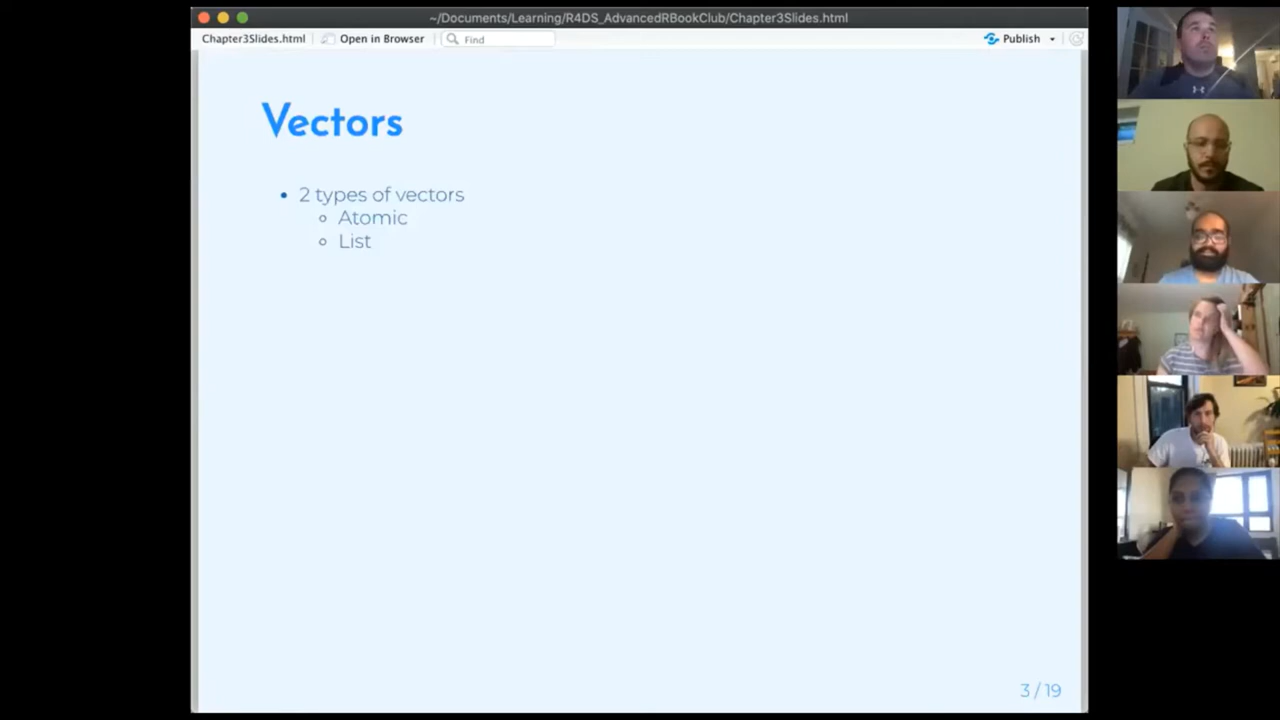 ~/Documents/Learning/R4DS_AdvancedRBookClub/Chapter3Slides.html
Chapter3Slides.html Open in Browser Find Publish
Vectors
2 types of vectors
Atomic
List
3 / 19